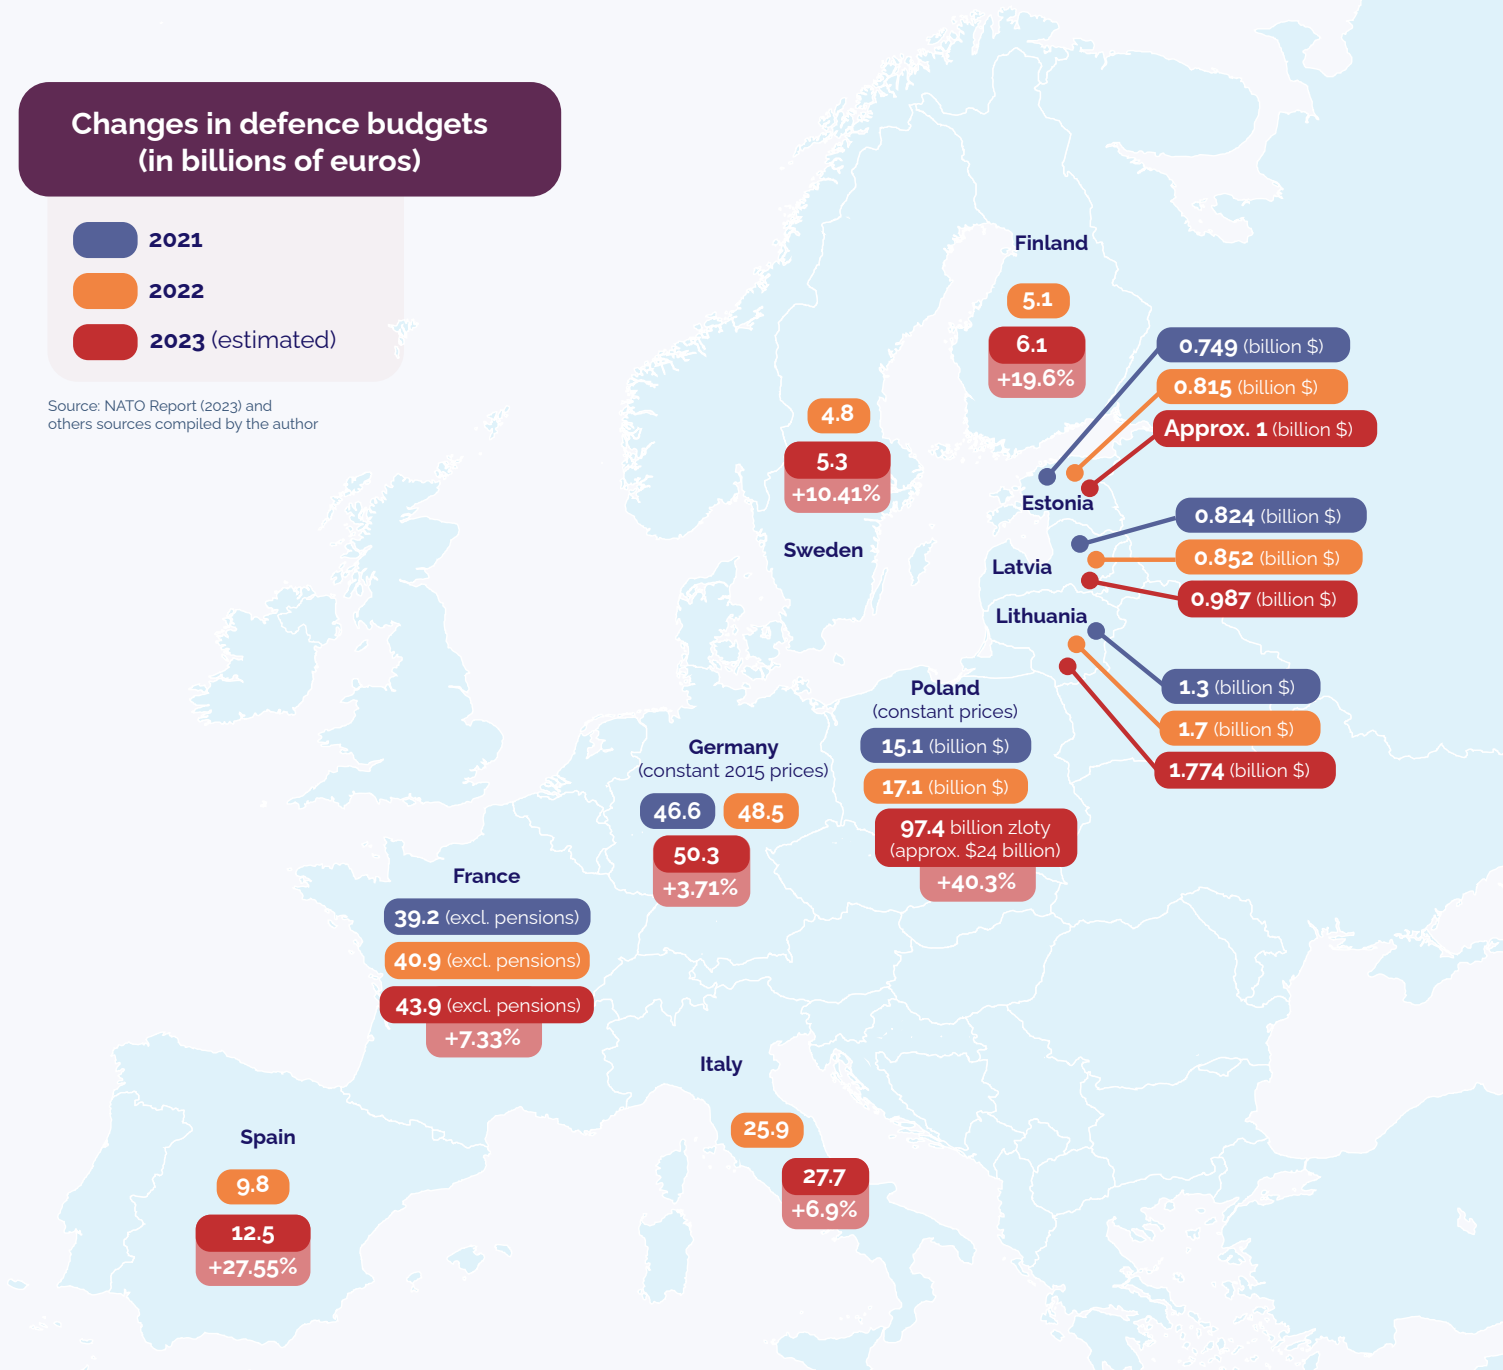 Changes in defence budgets
(in billions of euros)
2021
2022
2023 (estimated)
Source: NATO Report (2023) and
others sources compiled by the author
Finland
5.1
6.1
+19.6%
0.749 (billion $)
0.815 (billion $)
Approx. 1 (billion $)
Estonia
4.8
5.3
+10.41%
Sweden
0.824 (billion $)
0.852 (billion $)
0.987 (billion $)
Latvia
Lithuania
1.3 (billion $)
1.7 (billion $)
1.774 (billion $)
Poland
(constant prices)
15.1 (billion $)
17.1 (billion $)
97.4 billion zloty
(approx. $24 billion)
+40.3%
Germany
(constant 2015 prices)
46.6
48.5
50.3
+3.71%
France
39.2 (excl. pensions)
40.9 (excl. pensions)
43.9 (excl. pensions)
+7.33%
Italy
25.9
27.7
+6.9%
Spain
9.8
12.5
+27.55%